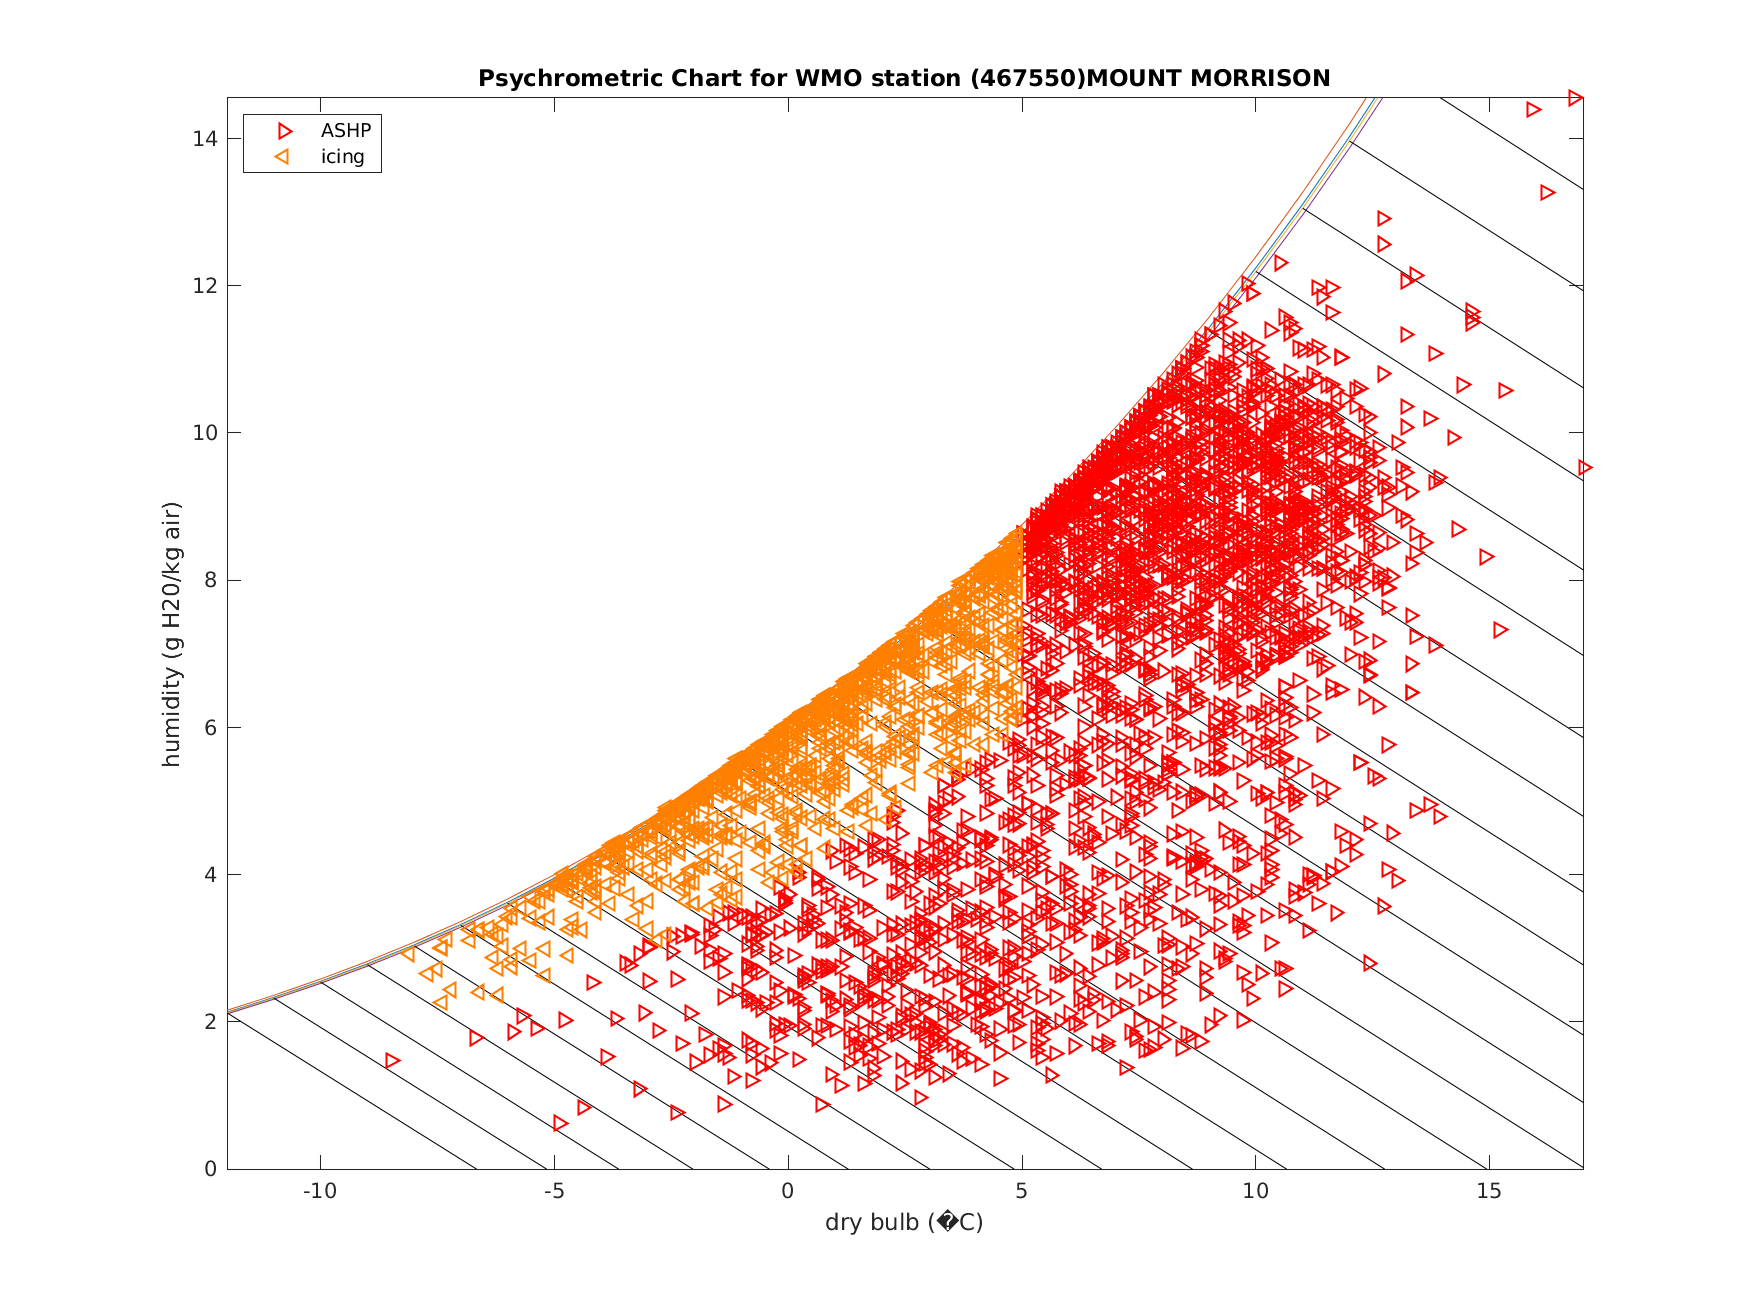 Psychrometric Chart for WMO station (467550)MOUNT MORRISON
ASHP
icing
14
12
10
8
6
4
2
0
humidity (g H20/kg air)
-10
-5
0
5
10
15
dry bulb (�C)